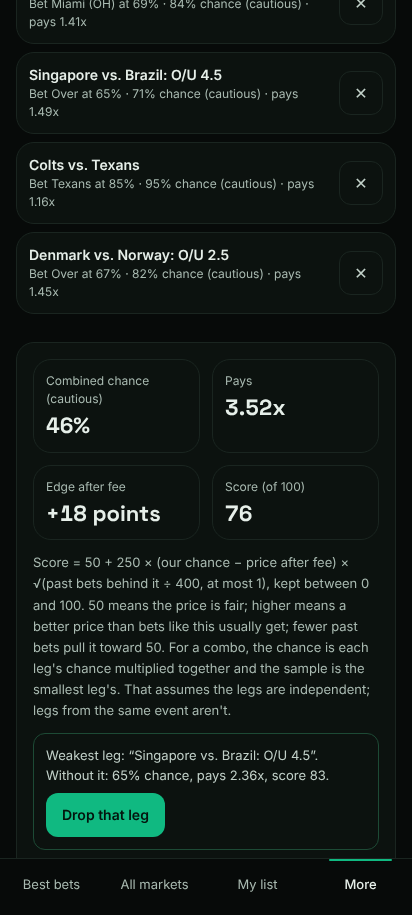 Bet Miami (OH) at 69% · 84% chance (cautious) ·
pays 1.41x
✕
Singapore vs. Brazil: O/U 4.5
Bet Over at 65% · 71% chance (cautious) · pays
1.49x
✕
Colts vs. Texans
Bet Texans at 85% · 95% chance (cautious) · pays
1.16x
✕
Denmark vs. Norway: O/U 2.5
Bet Over at 67% · 82% chance (cautious) · pays
1.45x
✕
Combined chance
(cautious)
46%
Pays
3.52x
Edge after fee
+18 points
Score (of 100)
76
Score = 50 + 250 × (our chance − price after fee) ×
√(past bets behind it ÷ 400, at most 1), kept between 0
and 100. 50 means the price is fair; higher means a
better price than bets like this usually get; fewer past
bets pull it toward 50. For a combo, the chance is each
leg's chance multiplied together and the sample is the
smallest leg's. That assumes the legs are independent;
legs from the same event aren't.
Weakest leg: “Singapore vs. Brazil: O/U 4.5”.
Without it: 65% chance, pays 2.36x, score 83.
Drop that leg
Best bets
All markets
My list
More